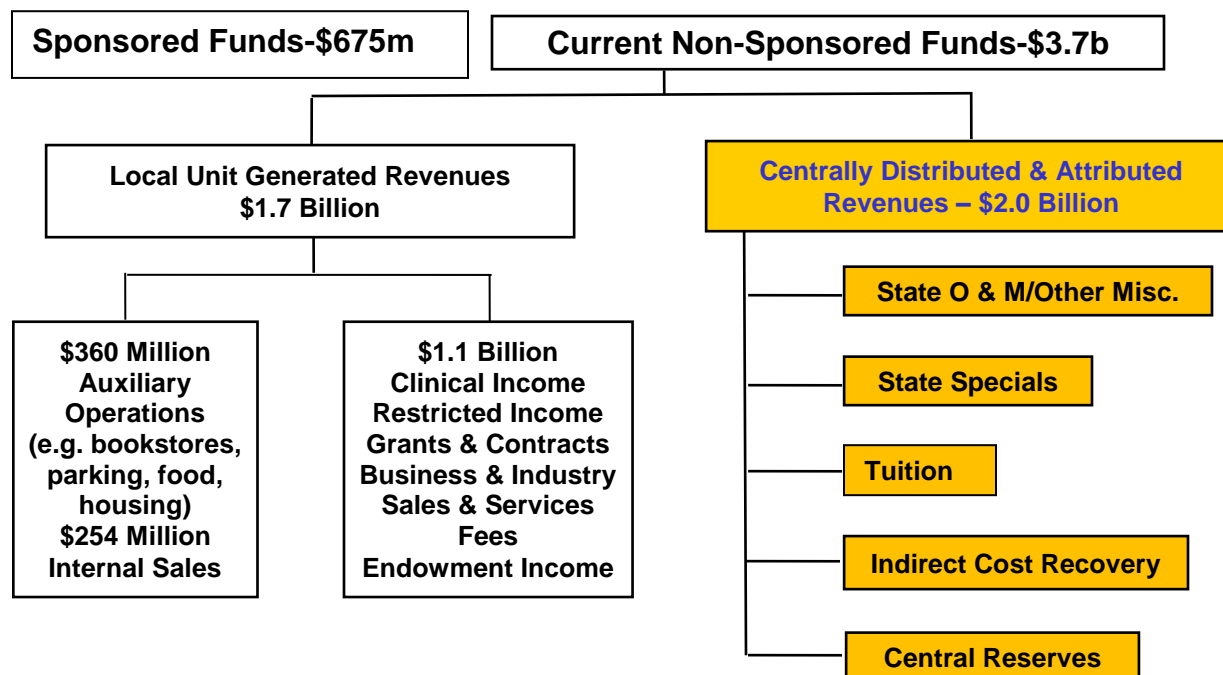 Sponsored Funds-$675m
Current Non-Sponsored Funds-$3.7b
Local Unit Generated Revenues
$1.7 Billion
Centrally Distributed & Attributed
Revenues – $2.0 Billion
$360 Million
Auxiliary
Operations
(e.g. bookstores,
parking, food,
housing)
$254 Million
Internal Sales
$1.1 Billion
Clinical Income
Restricted Income
Grants & Contracts
Business & Industry
Sales & Services
Fees
Endowment Income
State O & M/Other Misc.
State Specials
Tuition
Indirect Cost Recovery
Central Reserves